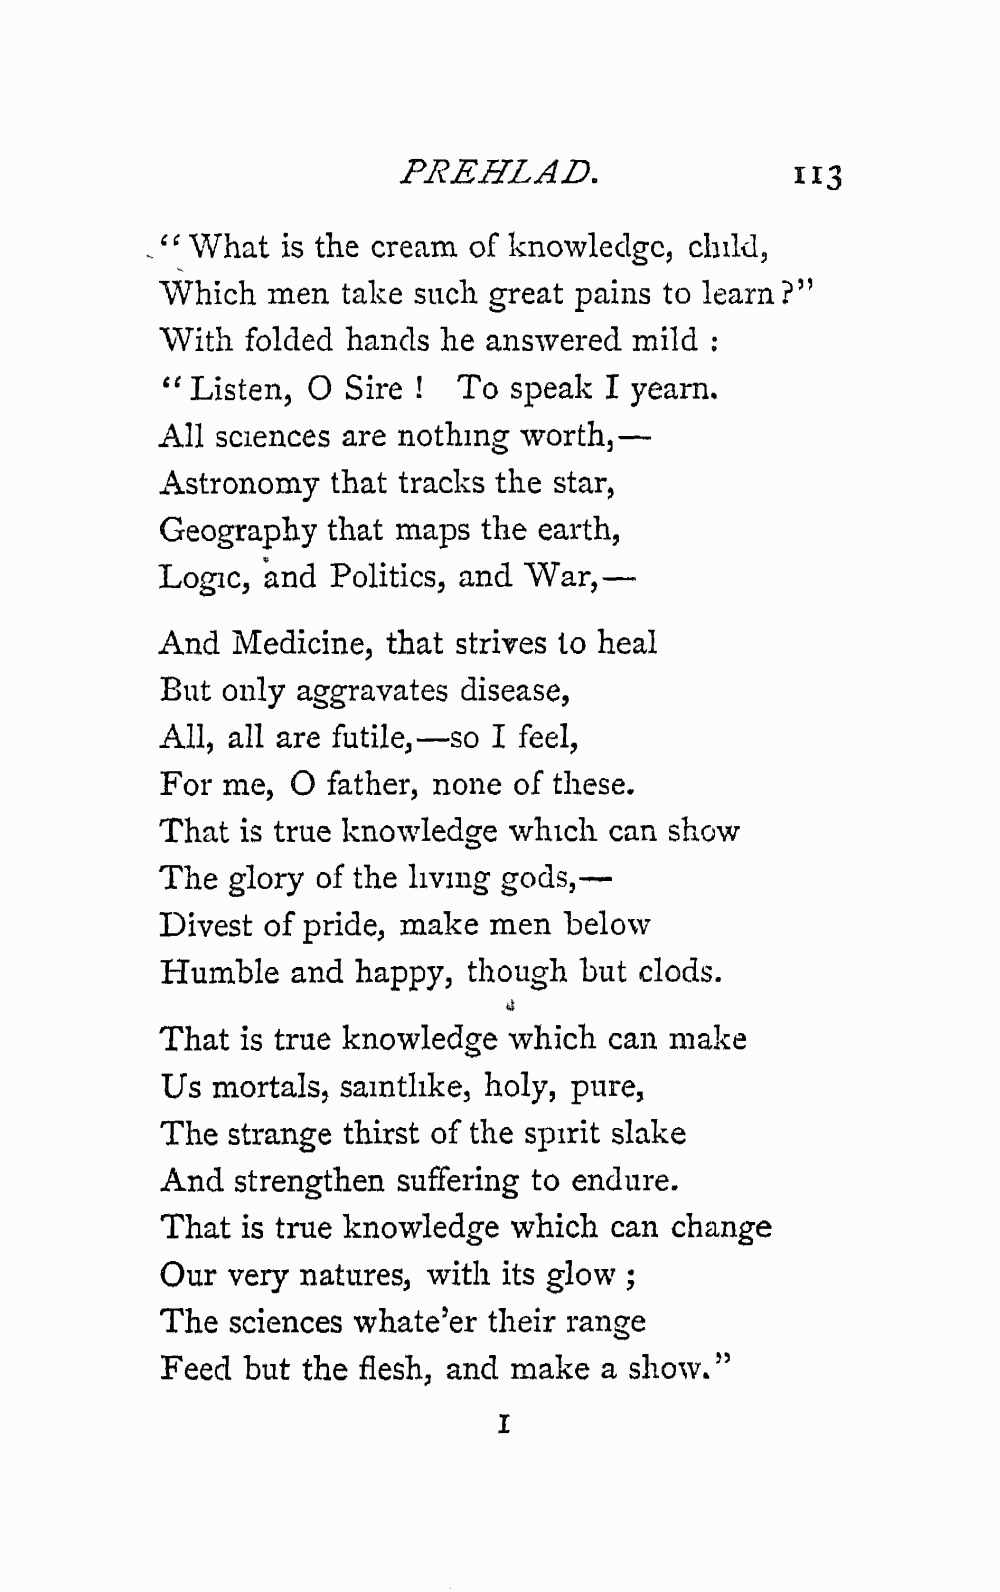 PREHLAD. 113
“What is the cream of knowledge, child,
Which men take such great pains to learn?”
With folded hands he answered mild :
“Listen, O Sire ! To speak I yearn.
All sciences are nothing worth,—
Astronomy that tracks the star,
Geography that maps the earth,
Logic, and Politics, and War,—
And Medicine, that strives to heal
But only aggravates disease,
All, all are futile,—so I feel,
For me, O father, none of these.
That is true knowledge which can show
The glory of the living gods,—
Divest of pride, make men below
Humble and happy, though but clods.
That is true knowledge which can make
Us mortals, saintlike, holy, pure,
The strange thirst of the spirit slake
And strengthen suffering to endure.
That is true knowledge which can change
Our very natures, with its glow ;
The sciences whate’er their range
Feed but the flesh, and make a show.”
I